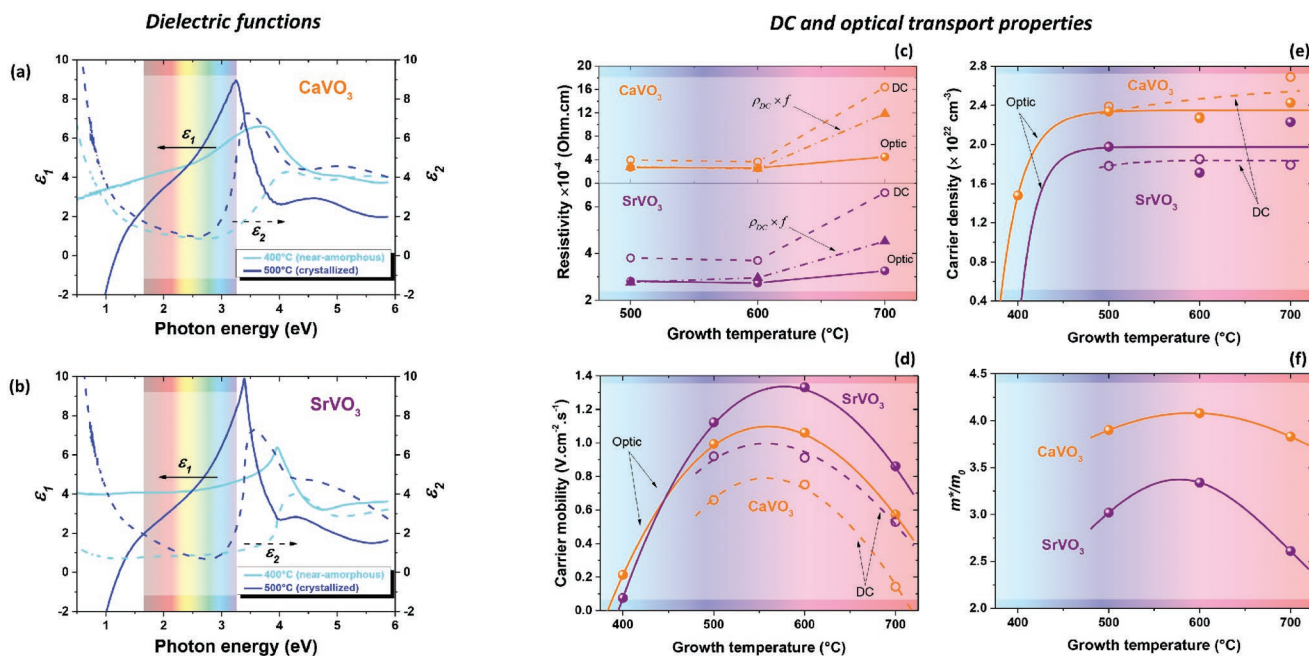 Dielectric functions
DC and optical transport properties
(a)
10
8
6
4
2
0
-2
ε1
CaVO3
ε1
ε2
400°C (near-amorphous)
500°C (crystallized)
10
8
6
4
2
0
-2
ε2
1 2 3 4 5 6
Photon energy (eV)
(b)
10
8
6
4
2
0
-2
ε1
SrVO3
ε1
ε2
400°C (near-amorphous)
500°C (crystallized)
10
8
6
4
2
0
-2
ε2
1 2 3 4 5 6
Photon energy (eV)
(c)
Resistivity ×10-4 (Ohm.cm)
20
16
12
8
4
0
CaVO3
DC
ρDC × f
Optic
6
4
2
SrVO3
DC
ρDC × f
Optic
500 600 700
Growth temperature (°C)
(e)
Carrier density (× 1022 cm-3)
2.8
2.4
2.0
1.6
1.2
0.8
0.4
Optic
CaVO3
SrVO3
DC
400 500 600 700
Growth temperature (°C)
(d)
Carrier mobility (V.cm-2.s-1)
1.4
1.2
1.0
0.8
0.6
0.4
0.2
0.0
Optic
SrVO3
CaVO3
DC
400 500 600 700
Growth temperature (°C)
(f)
m*/m0
4.5
4.0
3.5
3.0
2.5
2.0
CaVO3
SrVO3
400 500 600 700
Growth temperature (°C)